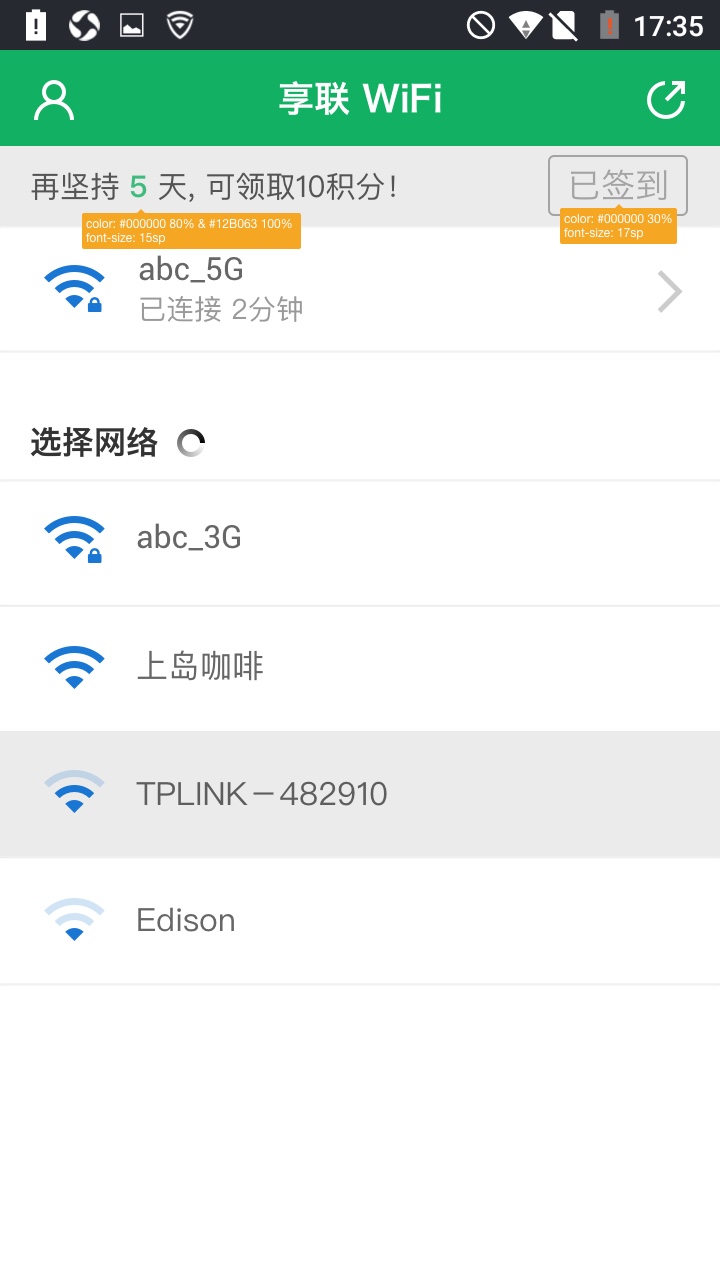 17:35
享联 WiFi
再坚持 5 天, 可领取10积分!
已签到
color: #000000 80% & #12B063 100%
font-size: 15sp
color: #000000 30%
font-size: 17sp
abc_5G
已连接 2分钟
选择网络
abc_3G
上岛咖啡
TPLINK－482910
Edison